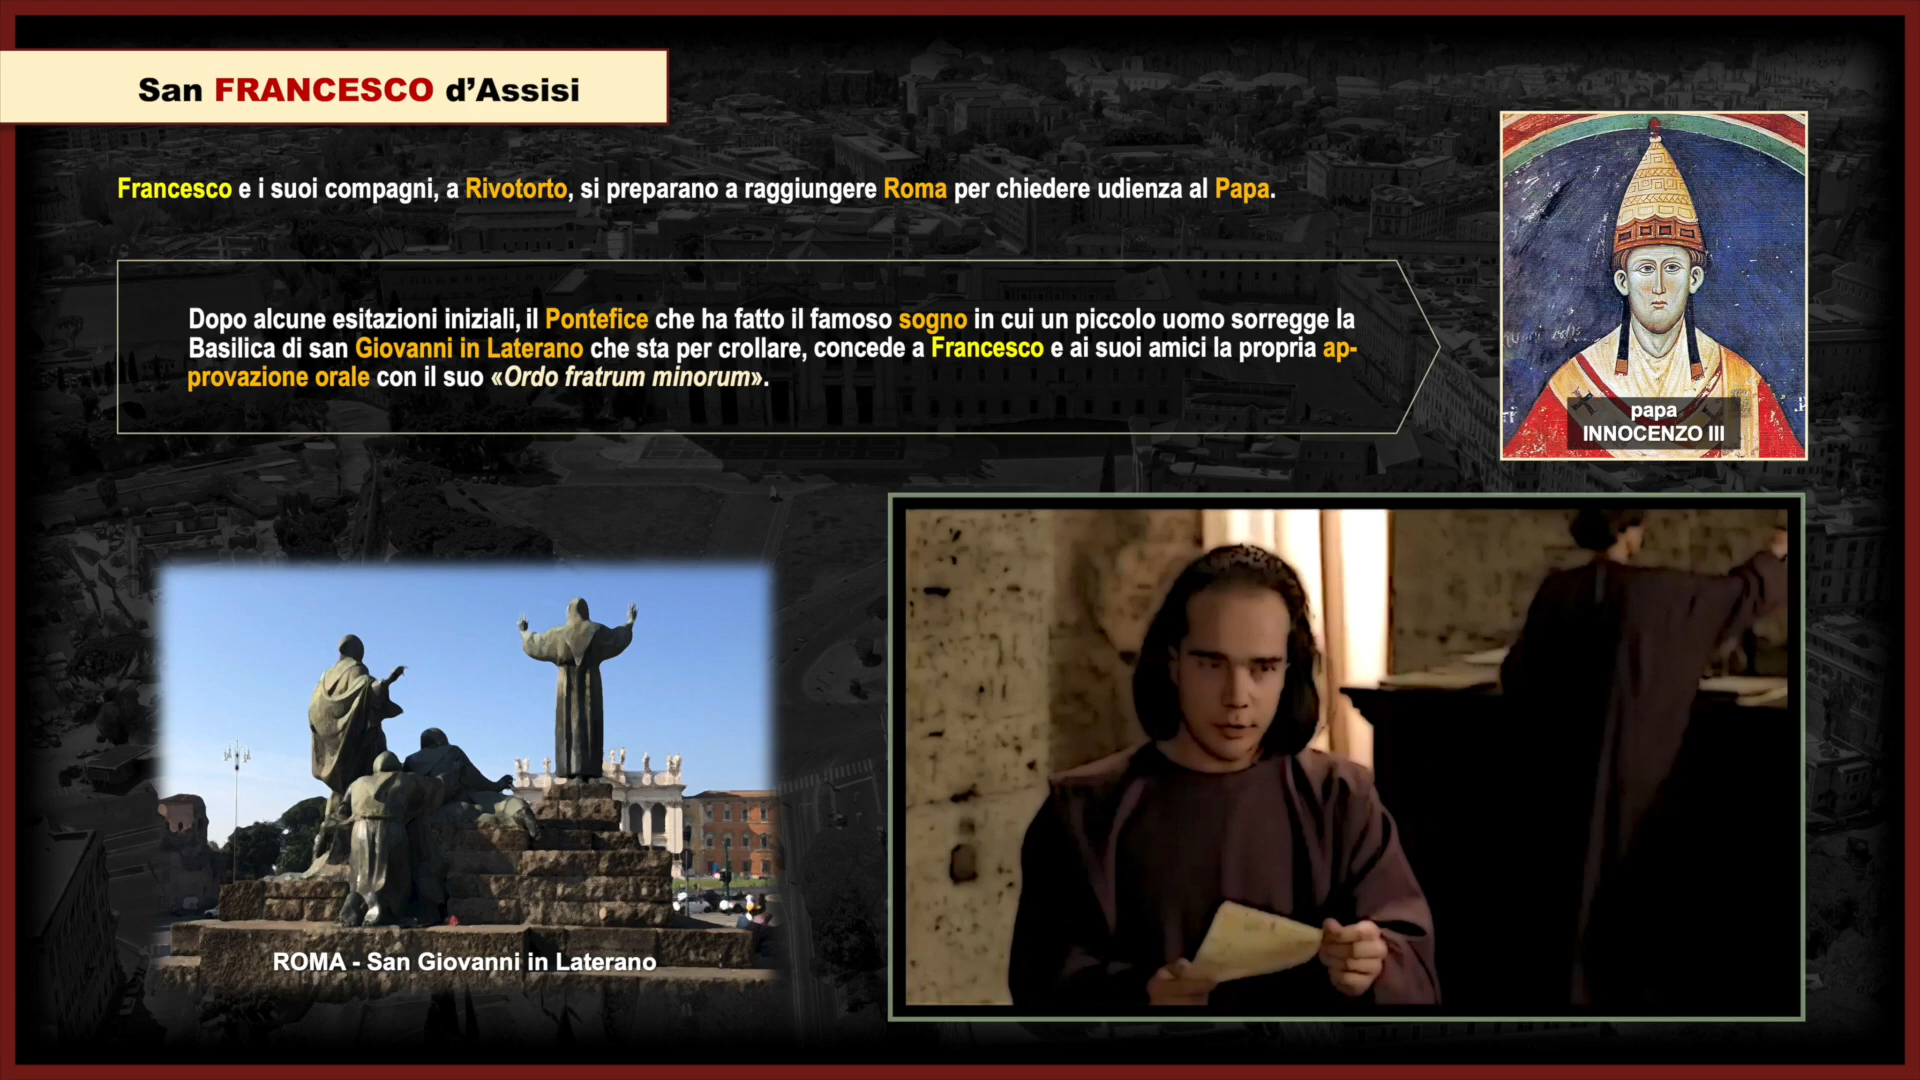 San FRANCESCO d’Assisi
Francesco e i suoi compagni, a Rivotorto, si preparano a raggiungere Roma per chiedere udienza al Papa.
Dopo alcune esitazioni iniziali, il Pontefice che ha fatto il famoso sogno in cui un piccolo uomo sorregge la
Basilica di san Giovanni in Laterano che sta per crollare, concede a Francesco e ai suoi amici la propria ap-
provazione orale con il suo «Ordo fratrum minorum».
papa
INNOCENZO III
ROMA - San Giovanni in Laterano